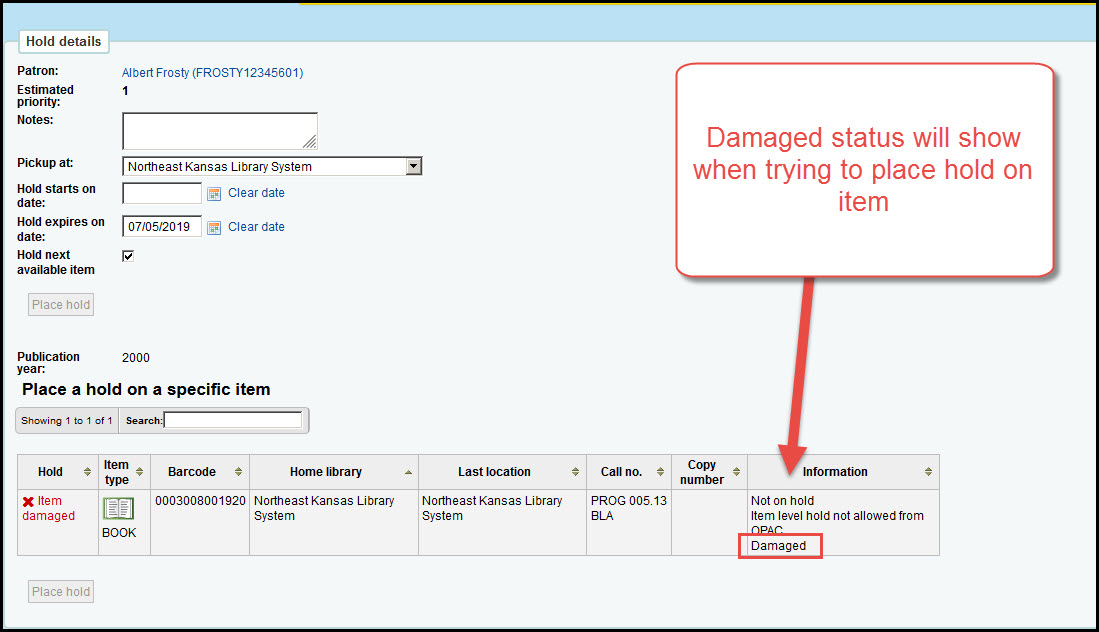 Hold details
Patron: Albert Frosty (FROSTY12345601)
Estimated
priority: 1
Notes:
Pickup at: Northeast Kansas Library System
Hold starts on
date: Clear date
Hold expires on
date: 07/05/2019 Clear date
Hold next
available item
Place hold
Damaged status will show
when trying to place hold on
item
Publication
year: 2000
Place a hold on a specific item
Showing 1 to 1 of 1 Search:
Hold Item type Barcode Home library Last location Call no. Copy number Information
Item
damaged
BOOK
0003008001920
Northeast Kansas Library
System
Northeast Kansas Library
System
PROG 005.13
BLA
Not on hold
Item level hold not allowed from
OPAC
Damaged
Place hold